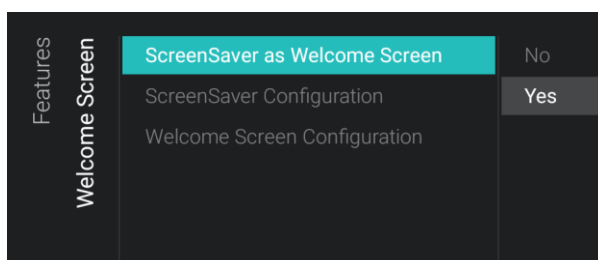 Features
Welcome Screen
ScreenSaver as Welcome Screen
ScreenSaver Configuration
Welcome Screen Configuration
No
Yes